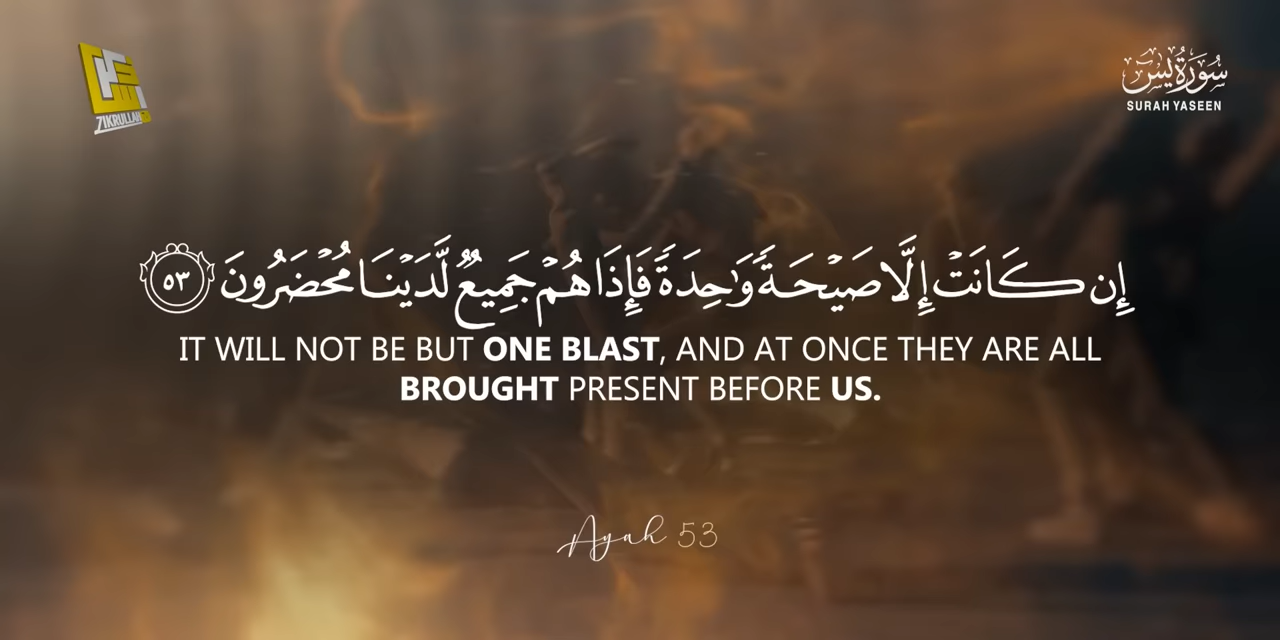 ZIKRULLAH
سُورَةُ يس
SURAH YASEEN
إِن كَانَتْ إِلَّا صَيْحَةً وَٰحِدَةً فَإِذَا هُمْ جَمِيعٌ لَّدَيْنَا مُحْضَرُونَ ٥٣
IT WILL NOT BE BUT ONE BLAST, AND AT ONCE THEY ARE ALL
BROUGHT PRESENT BEFORE US.
Ayah 53